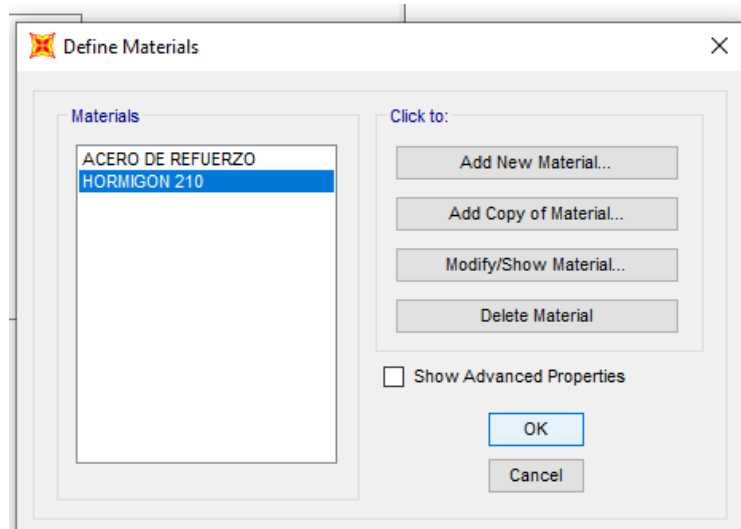 Define Materials
Materials
ACERO DE REFUERZO
HORMIGON 210
Click to:
Add New Material...
Add Copy of Material...
Modify/Show Material...
Delete Material
Show Advanced Properties
OK
Cancel